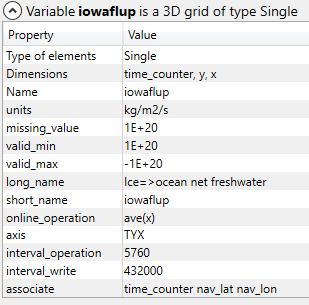 Variable iowaflup is a 3D grid of type Single
Property Value
Type of elements Single
Dimensions time_counter, y, x
Name iowaflup
units kg/m2/s
missing_value 1E+20
valid_min 1E+20
valid_max -1E+20
long_name Ice=>ocean net freshwater
short_name iowaflup
online_operation ave(x)
axis TYX
interval_operation 5760
interval_write 432000
associate time_counter nav_lat nav_lon